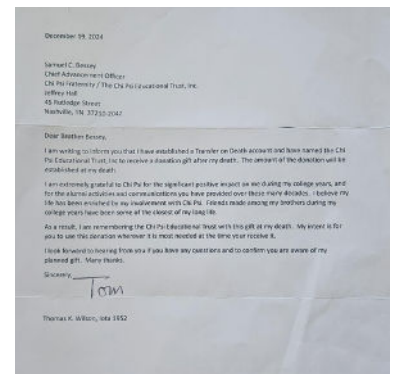 December 19, 2024
Samuel C. Bessey
Chief Advancement Officer
Chi Psi Fraternity / The Chi Psi Educational Trust, Inc.
Jeffrey Hall
45 Rutledge Street
Nashville, TN 37210-2047
Dear Brother Bessey,
I am writing to inform you that I have established a Transfer on Death account and have named the Chi
Psi Educational Trust, Inc to receive a donation gift after my death. The amount of the donation will be
established at my death.
I am extremely grateful to Chi Psi for the significant positive impact on me during my college years, and
for the alumni activities and communications you have provided over these many decades. I believe my
life has been enriched by my involvement with Chi Psi. Friends made among my brothers during my
college years have been some of the closest of my long life.
As a result, I am remembering the Chi Psi Educational Trust with this gift at my death. My intent is for
you to use this donation wherever it is most needed at the time your receive it.
I look forward to hearing from you if you have any questions and to confirm you are aware of my
planned gift. Many thanks.
Sincerely,
Tom
Thomas K. Wilson, Iota 1952